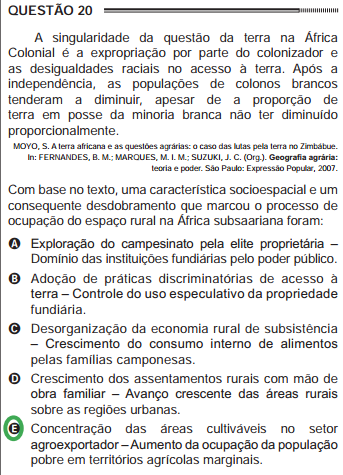 QUESTÃO 20
A singularidade da questão da terra na África
Colonial é a expropriação por parte do colonizador e
as desigualdades raciais no acesso à terra. Após a
independência, as populações de colonos brancos
tenderam a diminuir, apesar de a proporção de
terra em posse da minoria branca não ter diminuído
proporcionalmente.
MOYO, S. A terra africana e as questões agrárias: o caso das lutas pela terra no Zimbábue.
In: FERNANDES, B. M.; MARQUES, M. I. M.; SUZUKI, J. C. (Org.). Geografia agrária:
teoria e poder. São Paulo: Expressão Popular, 2007.
Com base no texto, uma característica socioespacial e um
consequente desdobramento que marcou o processo de
ocupação do espaço rural na África subsaariana foram:
A Exploração do campesinato pela elite proprietária –
Domínio das instituições fundiárias pelo poder público.
B Adoção de práticas discriminatórias de acesso à
terra – Controle do uso especulativo da propriedade
fundiária.
C Desorganização da economia rural de subsistência
– Crescimento do consumo interno de alimentos
pelas famílias camponesas.
D Crescimento dos assentamentos rurais com mão de
obra familiar – Avanço crescente das áreas rurais
sobre as regiões urbanas.
E Concentração das áreas cultiváveis no setor
agroexportador – Aumento da ocupação da população
pobre em territórios agrícolas marginais.